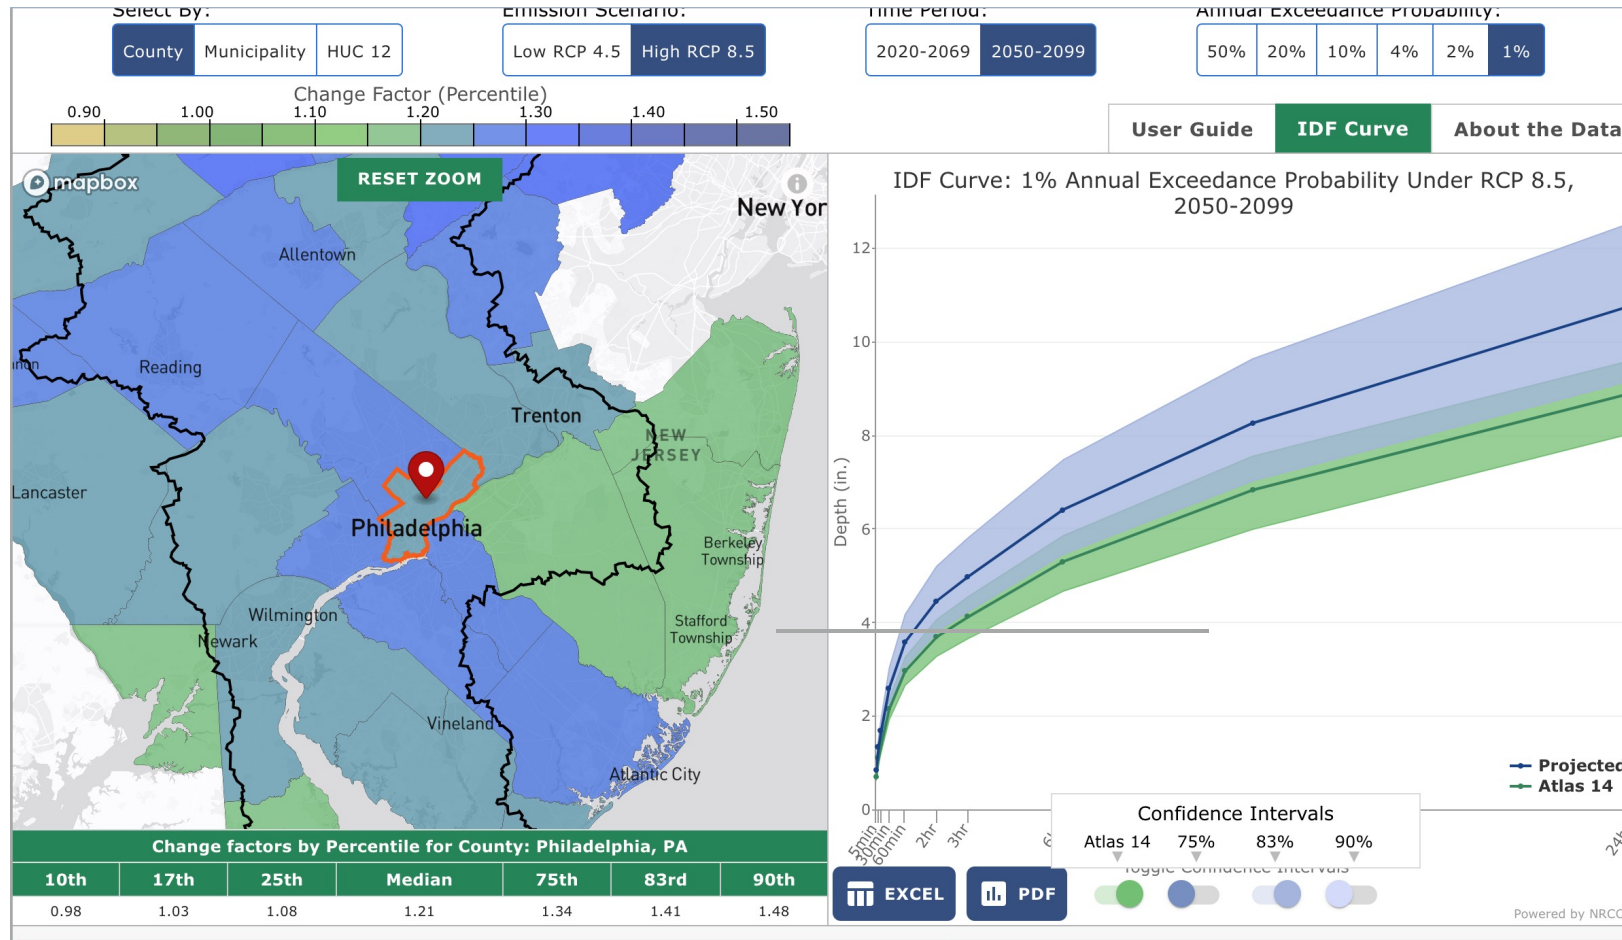 Select By:
Emission Scenario:
Time Period:
Annual Exceedance Probability:
County Municipality HUC 12
Low RCP 4.5 High RCP 8.5
2020-2069 2050-2099
50% 20% 10% 4% 2% 1%
Change Factor (Percentile)
0.90 1.00 1.10 1.20 1.30 1.40 1.50
User Guide IDF Curve About the Data
mapbox
RESET ZOOM
New Yor
Allentown
Reading
Trenton
NEW
JERSEY
Lancaster
Philadelphia
Berkeley
Township
Wilmington
Stafford
Township
Newark
Vineland
Atlantic City
IDF Curve: 1% Annual Exceedance Probability Under RCP 8.5,
2050-2099
Depth (in.)
12
10
8
6
4
2
0
5min 30min 60min 2hr 3hr 6 24
Projected
Atlas 14
Confidence Intervals
Atlas 14 75% 83% 90%
Toggle Confidence Intervals
EXCEL PDF
Powered by NRCC
Change factors by Percentile for County: Philadelphia, PA
10th 17th 25th Median 75th 83rd 90th
0.98 1.03 1.08 1.21 1.34 1.41 1.48